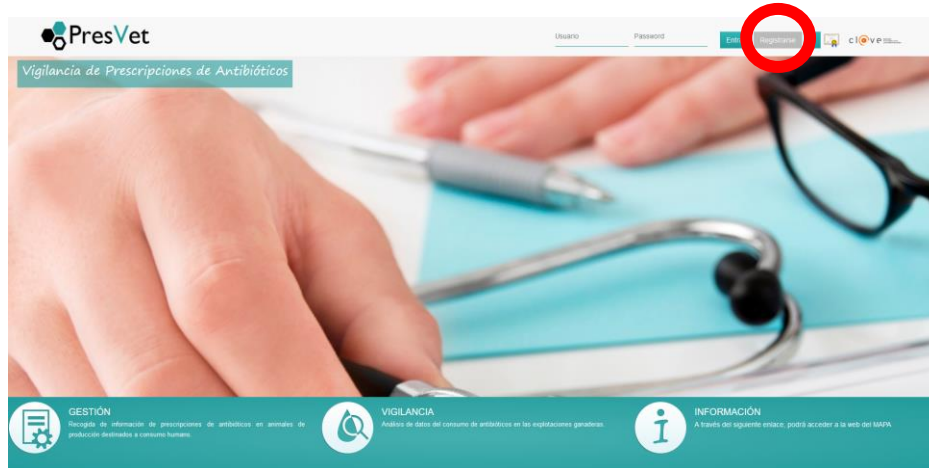 PresVet
Usuario
Password
Registrarse
cl@ve
Vigilancia de Prescripciones de Antibióticos
GESTIÓN
Recogida de información de prescripciones de antibióticos en animales de
producción destinados a consumo humano.
VIGILANCIA
Análisis de datos del consumo de antibióticos en las explotaciones ganaderas.
INFORMACIÓN
A través del siguiente enlace, podrá acceder a la web del MAPA